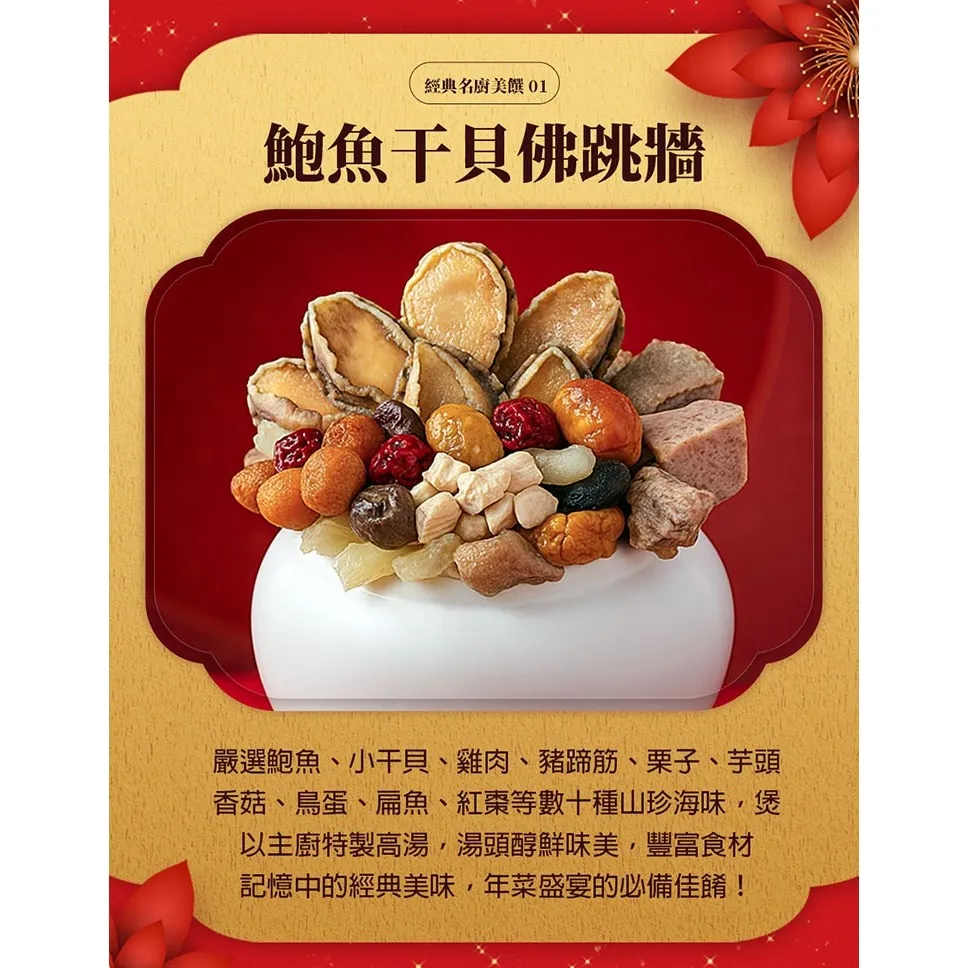 經典名廚美饌 01
鮑魚干貝佛跳牆
嚴選鮑魚、小干貝、雞肉、豬蹄筋、栗子、芋頭
香菇、鳥蛋、扁魚、紅棗等數十種山珍海味，煲
以主廚特製高湯，湯頭醇鮮味美，豐富食材
記憶中的經典美味，年菜盛宴的必備佳餚！